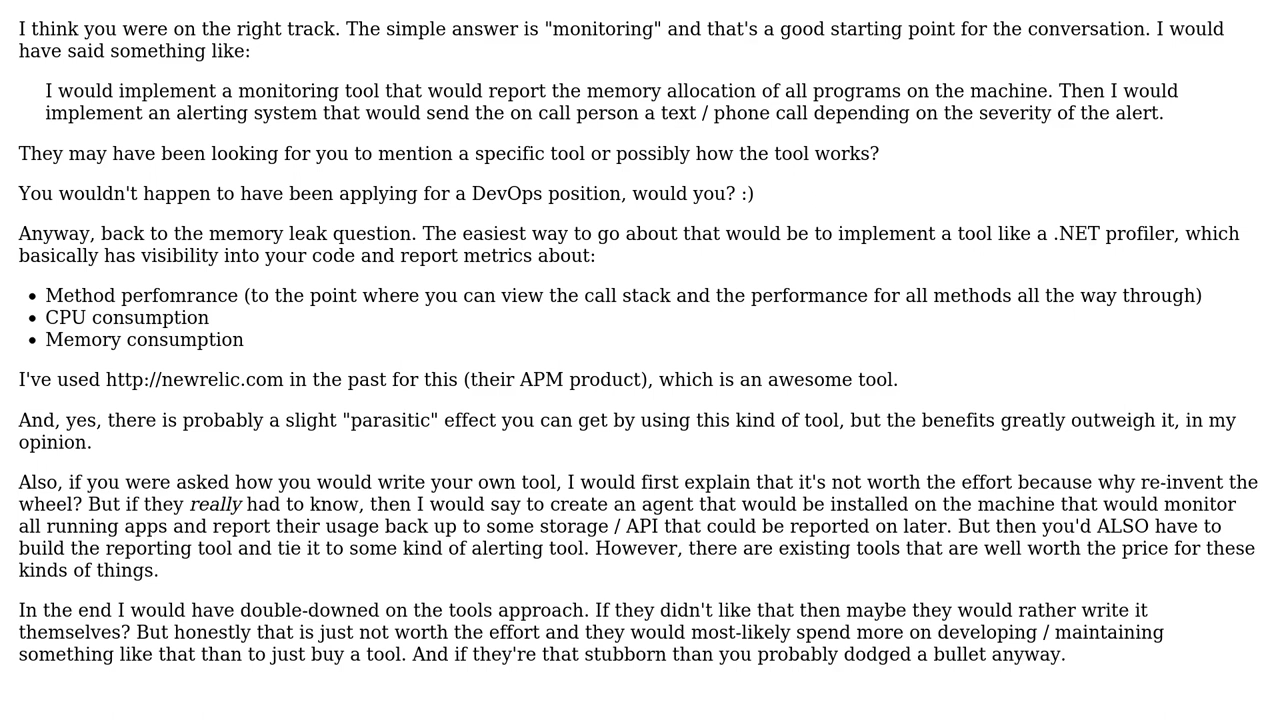 I think you were on the right track. The simple answer is "monitoring" and that's a good starting point for the conversation. I would
have said something like:
I would implement a monitoring tool that would report the memory allocation of all programs on the machine. Then I would
implement an alerting system that would send the on call person a text / phone call depending on the severity of the alert.
They may have been looking for you to mention a specific tool or possibly how the tool works?
You wouldn't happen to have been applying for a DevOps position, would you? :)
Anyway, back to the memory leak question. The easiest way to go about that would be to implement a tool like a .NET profiler, which
basically has visibility into your code and report metrics about:
• Method perfomrance (to the point where you can view the call stack and the performance for all methods all the way through)
• CPU consumption
• Memory consumption
I've used http://newrelic.com in the past for this (their APM product), which is an awesome tool.
And, yes, there is probably a slight "parasitic" effect you can get by using this kind of tool, but the benefits greatly outweigh it, in my
opinion.
Also, if you were asked how you would write your own tool, I would first explain that it's not worth the effort because why re-invent the
wheel? But if they really had to know, then I would say to create an agent that would be installed on the machine that would monitor
all running apps and report their usage back up to some storage / API that could be reported on later. But then you'd ALSO have to
build the reporting tool and tie it to some kind of alerting tool. However, there are existing tools that are well worth the price for these
kinds of things.
In the end I would have double-downed on the tools approach. If they didn't like that then maybe they would rather write it
themselves? But honestly that is just not worth the effort and they would most-likely spend more on developing / maintaining
something like that than to just buy a tool. And if they're that stubborn than you probably dodged a bullet anyway.